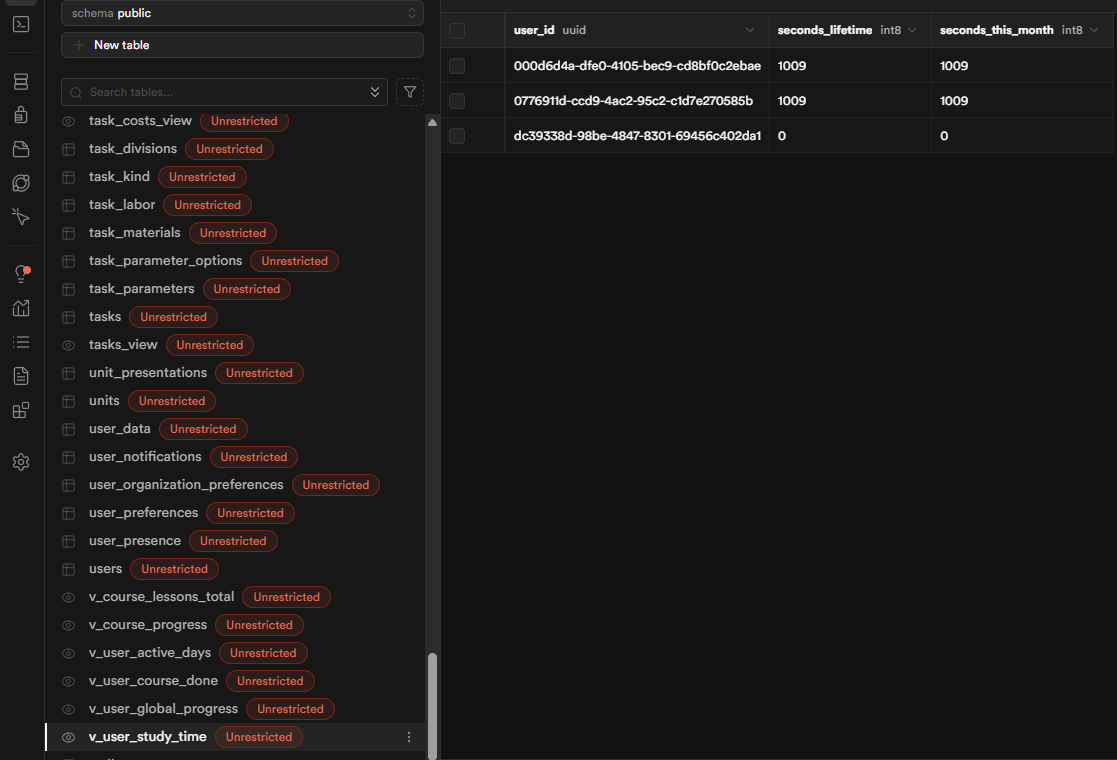 schema public
New table
Search tables...
task_costs_view Unrestricted
task_divisions Unrestricted
task_kind Unrestricted
task_labor Unrestricted
task_materials Unrestricted
task_parameter_options Unrestricted
task_parameters Unrestricted
tasks Unrestricted
tasks_view Unrestricted
unit_presentations Unrestricted
units Unrestricted
user_data Unrestricted
user_notifications Unrestricted
user_organization_preferences Unrestricted
user_preferences Unrestricted
user_presence Unrestricted
users Unrestricted
v_course_lessons_total Unrestricted
v_course_progress Unrestricted
v_user_active_days Unrestricted
v_user_course_done Unrestricted
v_user_global_progress Unrestricted
v_user_study_time Unrestricted
user_id uuid seconds_lifetime int8 seconds_this_month int8
000d6d4a-dfe0-4105-bec9-cd8bf0c2ebae 1009 1009
0776911d-ccd9-4ac2-95c2-c1d7e270585b 1009 1009
dc39338d-98be-4847-8301-69456c402da1 0 0